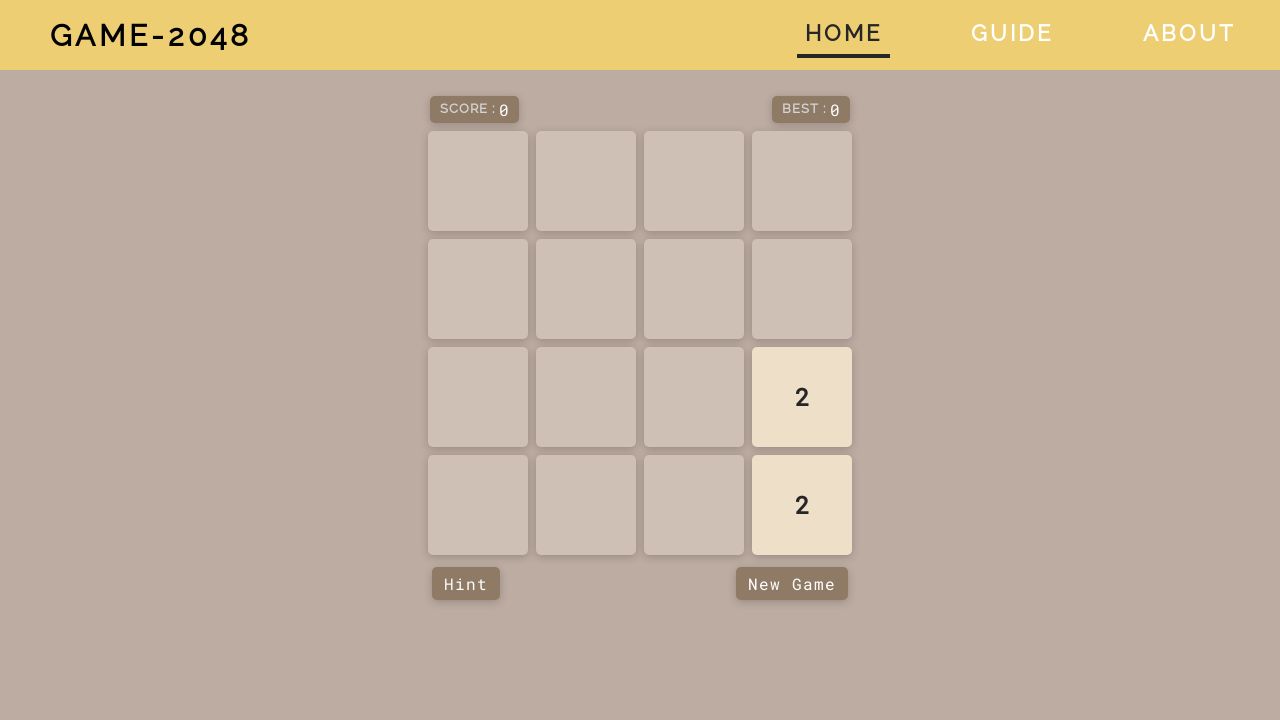 GAME-2048
HOME GUIDE ABOUT
SCORE : 0
BEST : 0
2
2
Hint
New Game